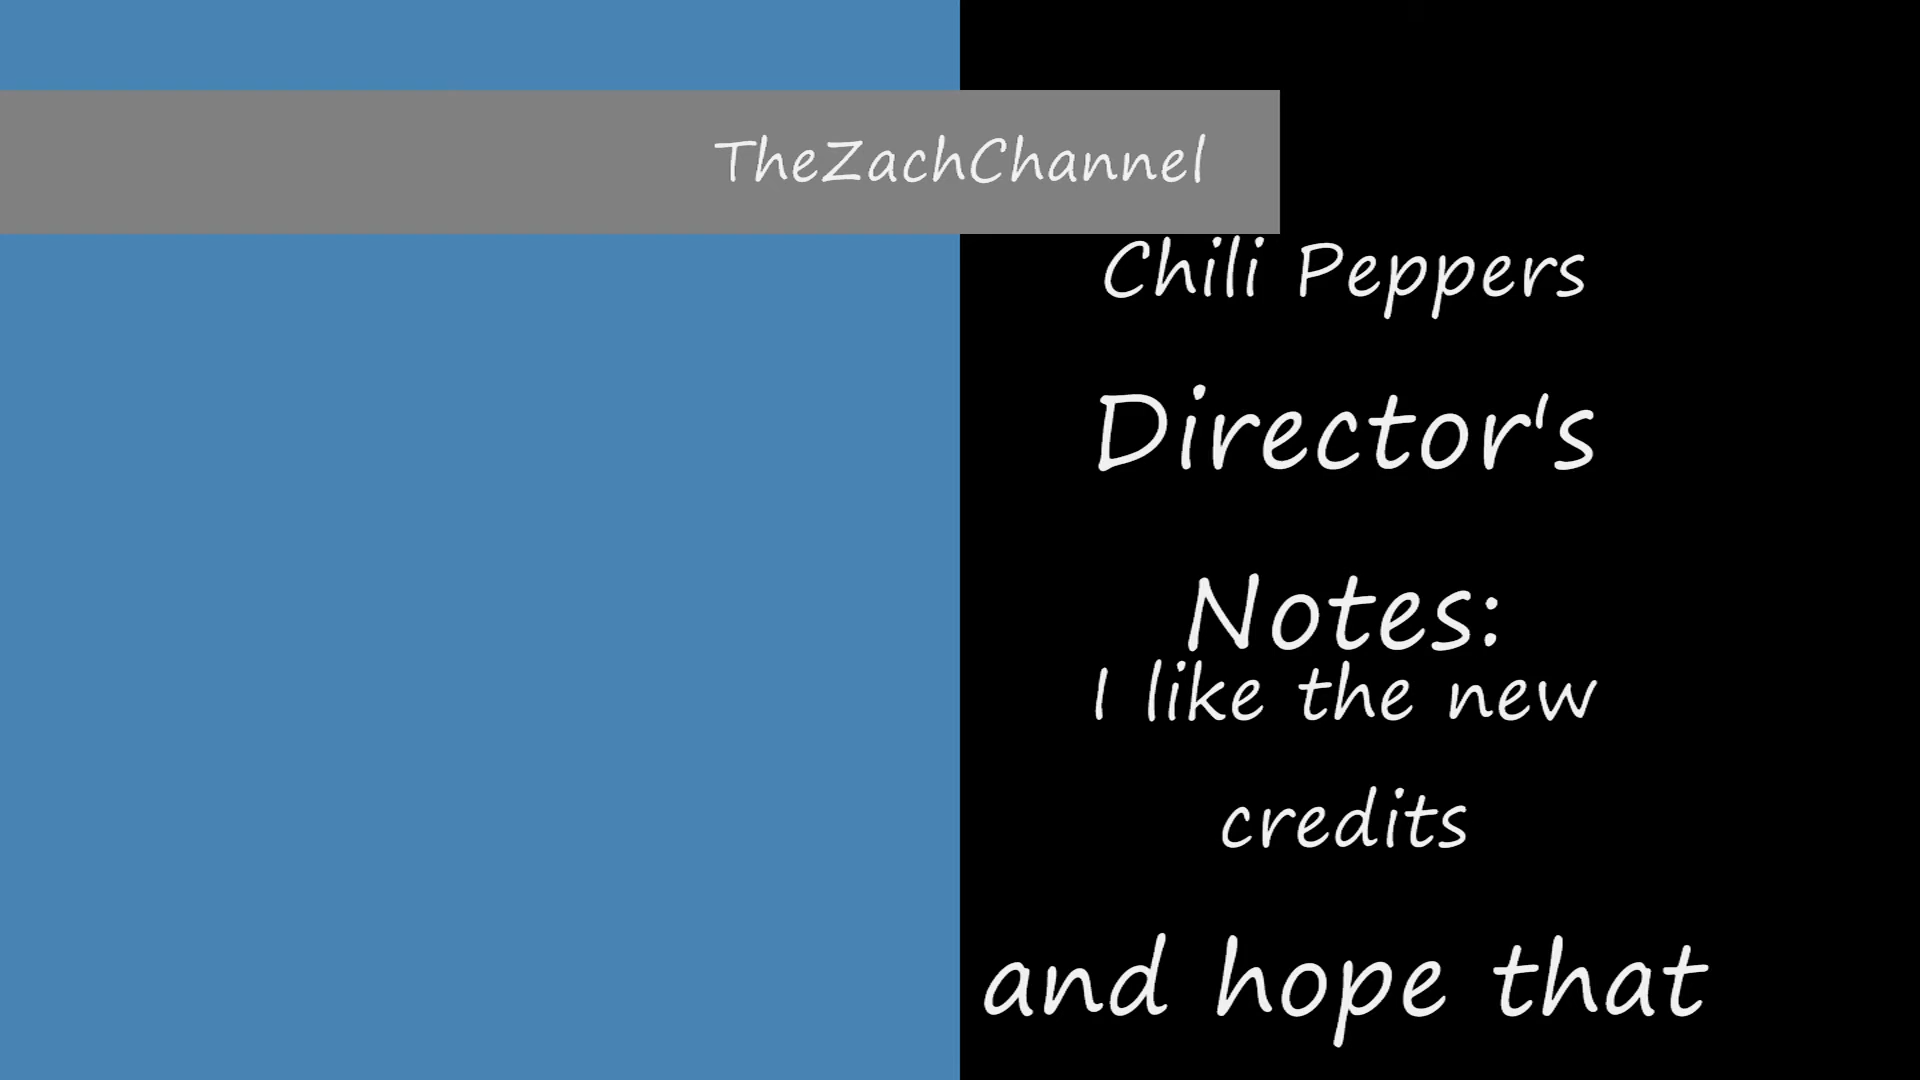 TheZachChannel
Chili Peppers
Director's
Notes:
I like the new
credits
and hope that